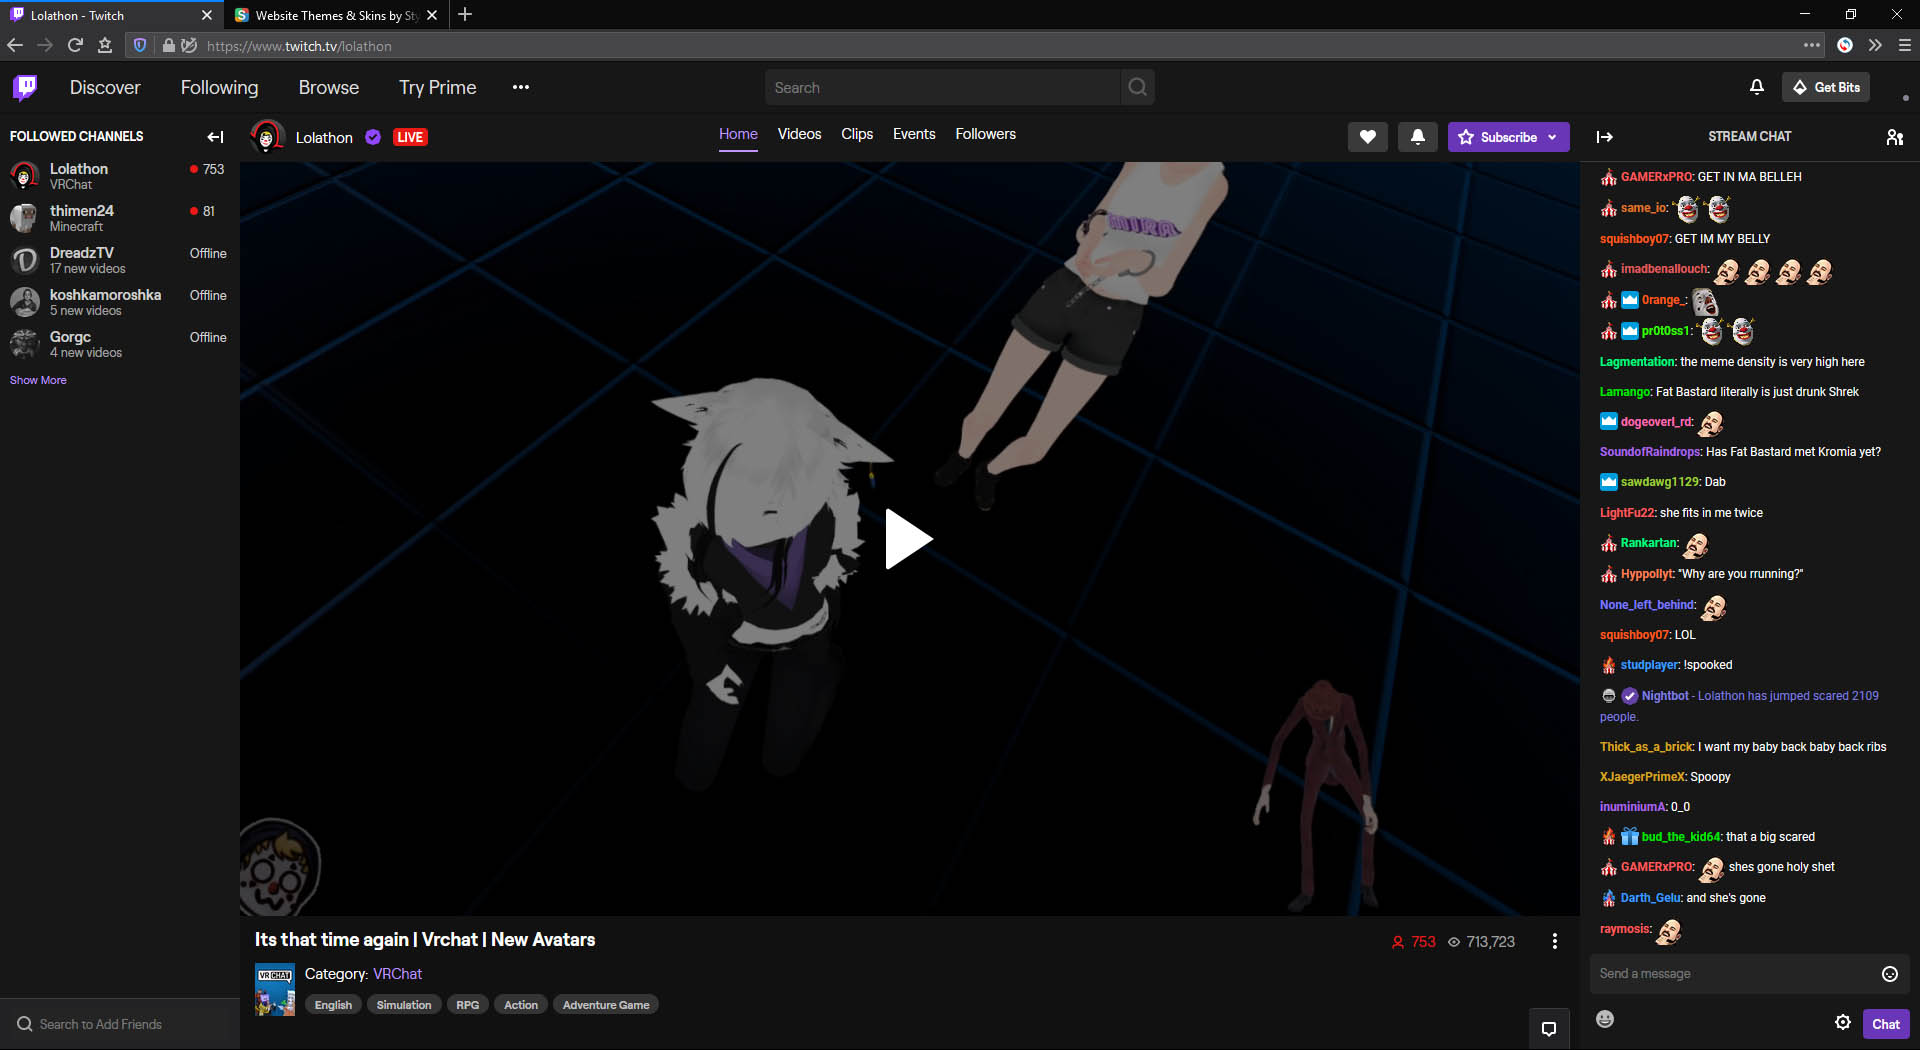 Lolathon - Twitch
Website Themes & Skins by Sty
https://www.twitch.tv/lolathon
Discover
Following
Browse
Try Prime
Search
Get Bits
FOLLOWED CHANNELS
Lolathon
753
VRChat
thimen24
81
Minecraft
DreadzTV
Offline
17 new videos
koshkamoroshka
Offline
5 new videos
Gorgc
Offline
4 new videos
Show More
Search to Add Friends
Lolathon
LIVE
Home
Videos
Clips
Events
Followers
Subscribe
Its that time again | Vrchat | New Avatars
753
713,723
VRCHAT
Category: VRChat
English
Simulation
RPG
Action
Adventure Game
STREAM CHAT
GAMERxPRO: GET IN MA BELLEH
same_io:
squishboy07: GET IM MY BELLY
imadbenallouch:
0range_:
pr0t0ss1:
Lagmentation: the meme density is very high here
Lamango: Fat Bastard literally is just drunk Shrek
dogeoverl_rd:
SoundofRaindrops: Has Fat Bastard met Kromia yet?
sawdawg1129: Dab
LightFu22: she fits in me twice
Rankartan:
Hyppollyt: "Why are you rrunning?"
None_left_behind:
squishboy07: LOL
studplayer: !spooked
Nightbot - Lolathon has jumped scared 2109
people.
Thick_as_a_brick: I want my baby back baby back ribs
XJaegerPrimeX: Spoopy
inuminiumA: 0_0
bud_the_kid64: that a big scared
GAMERxPRO: shes gone holy shet
Darth_Gelu: and she's gone
raymosis:
Send a message
Chat